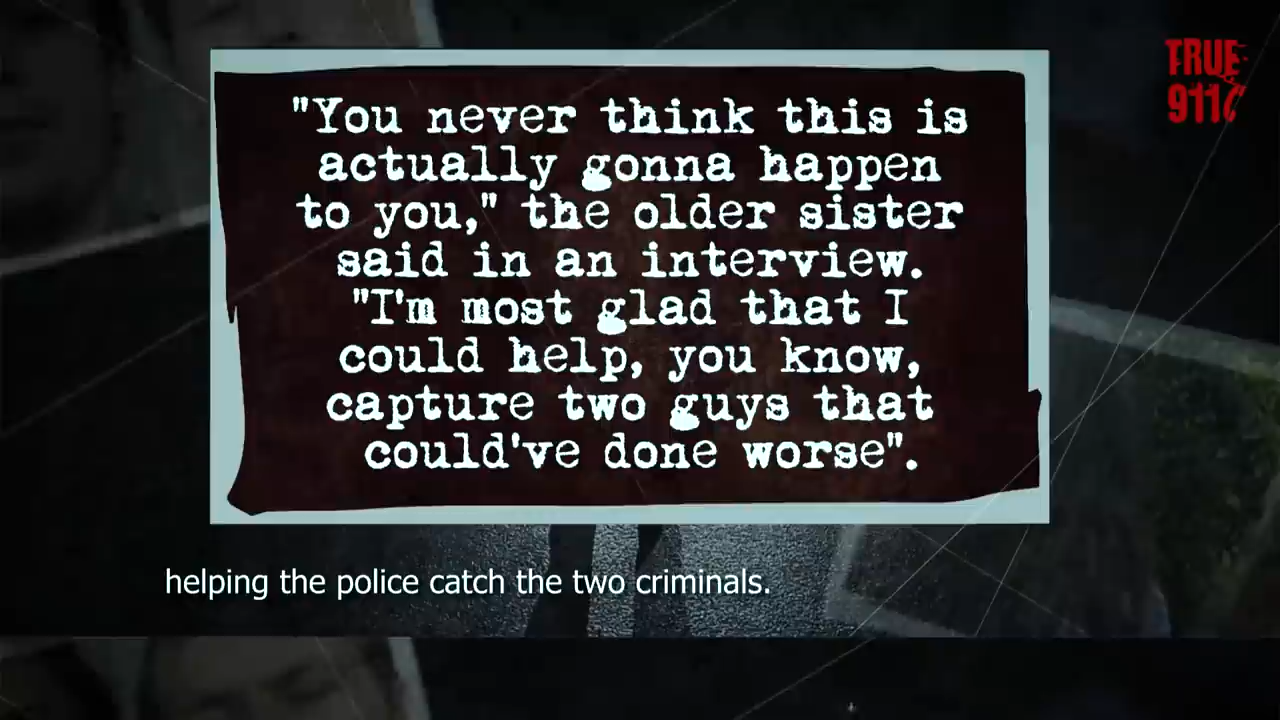 TRUE
911
"You never think this is
actually gonna happen
to you," the older sister
said in an interview.
"I'm most glad that I
could help, you know,
capture two guys that
could've done worse".
helping the police catch the two criminals.